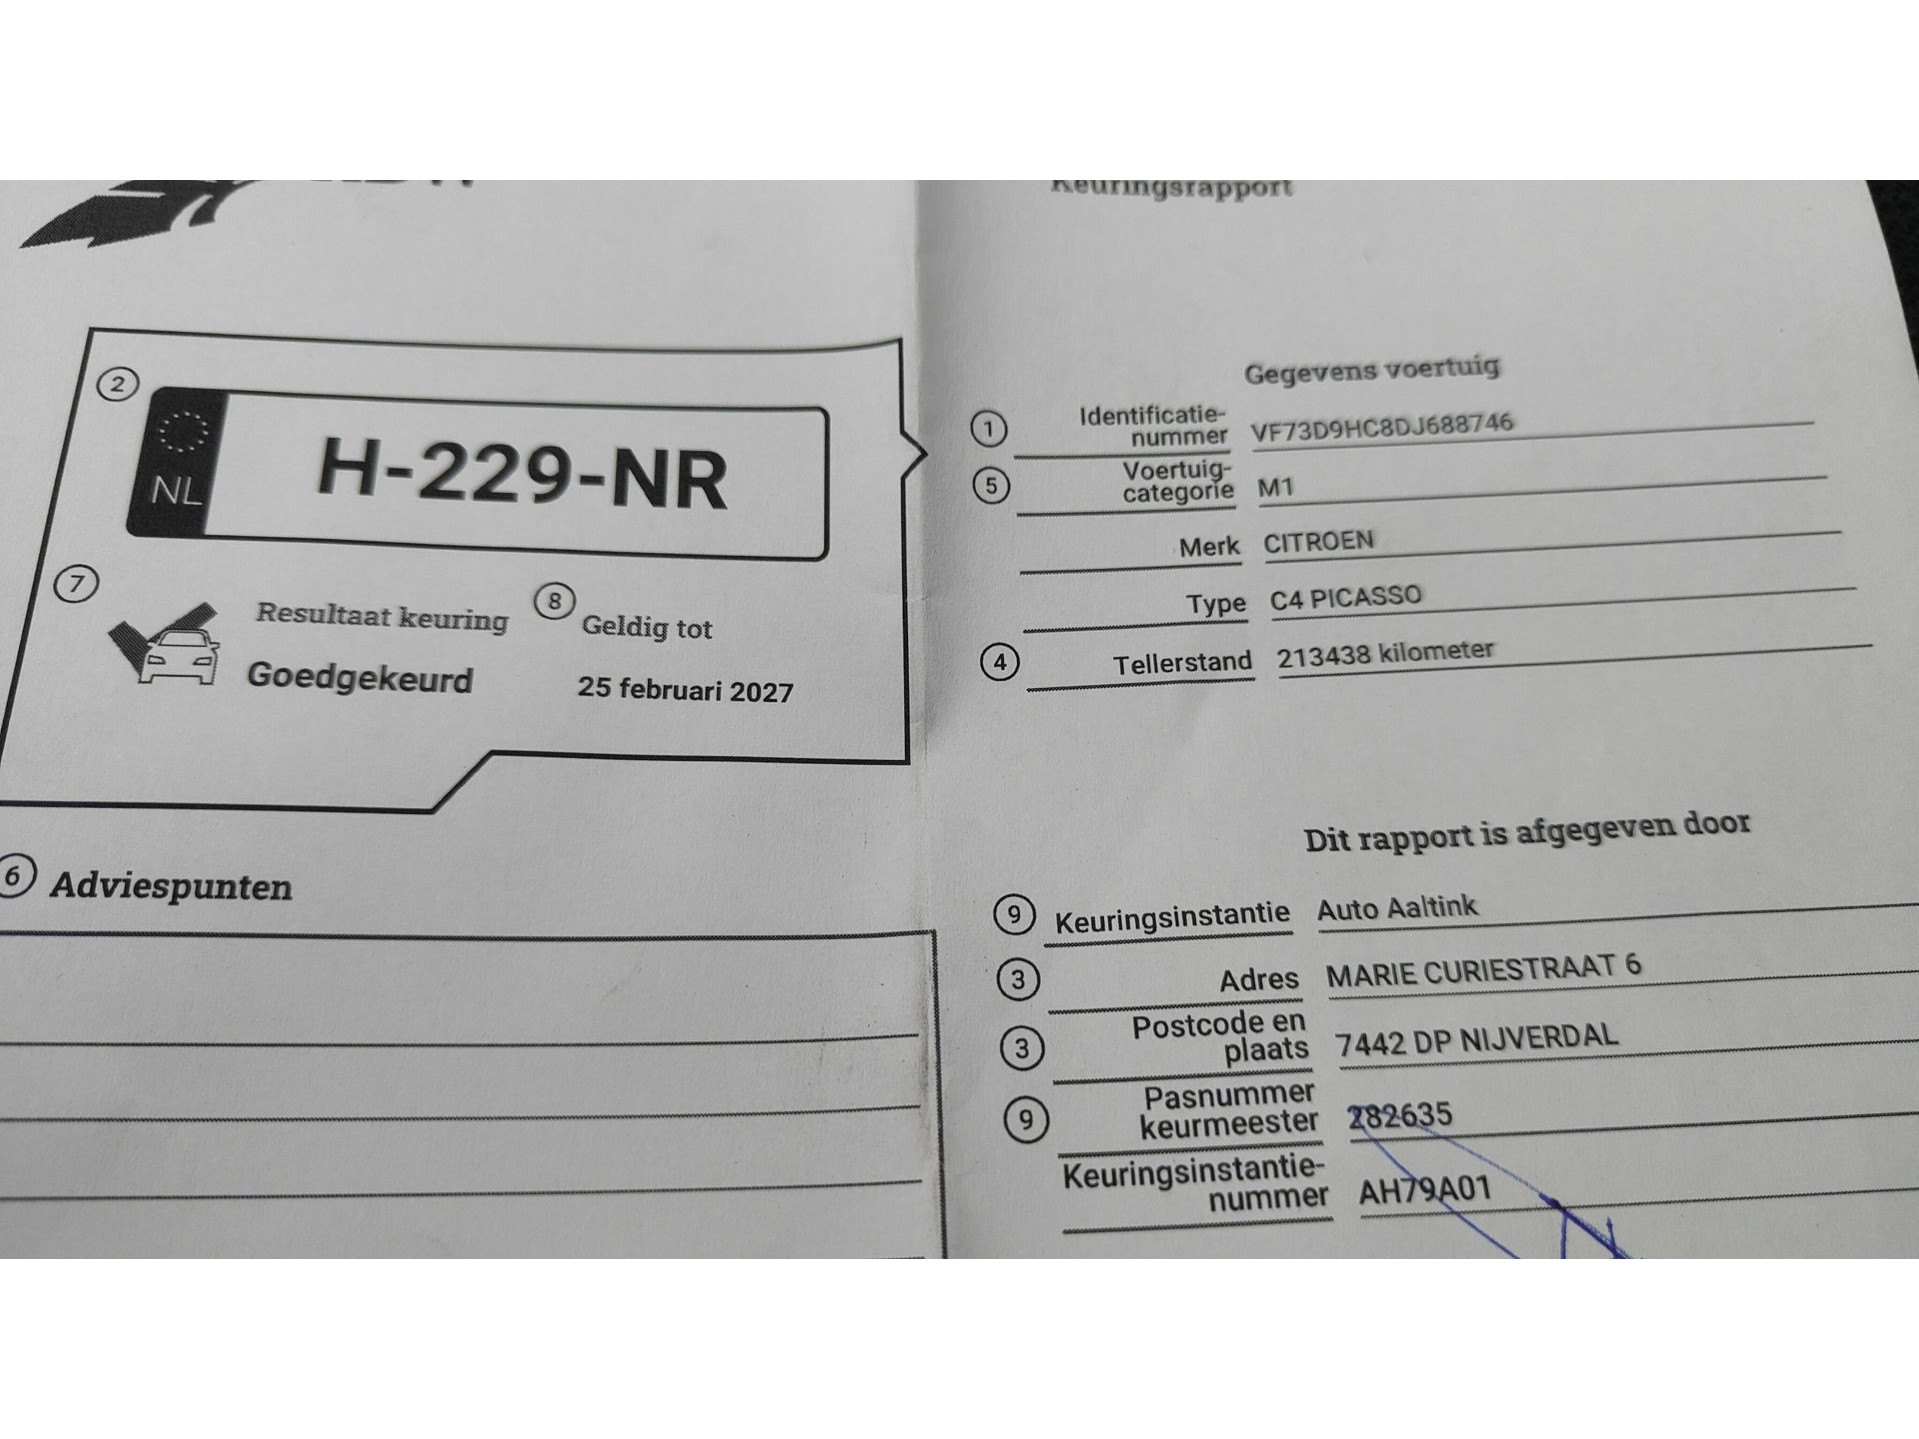 Keuringsrapport
2
NL
H-229-NR
7
Resultaat keuring
Goedgekeurd
8
Geldig tot
25 februari 2027
6 Adviespunten
Gegevens voertuig
1 Identificatie-
nummer VF73D9HC8DJ688746
5 Voertuig-
categorie M1
Merk CITROEN
Type C4 PICASSO
4 Tellerstand 213438 kilometer
Dit rapport is afgegeven door
9 Keuringsinstantie Auto Aaltink
3 Adres MARIE CURIESTRAAT 6
3 Postcode en
plaats 7442 DP NIJVERDAL
9 Pasnummer
keurmeester 282635
Keuringsinstantie-
nummer AH79A01